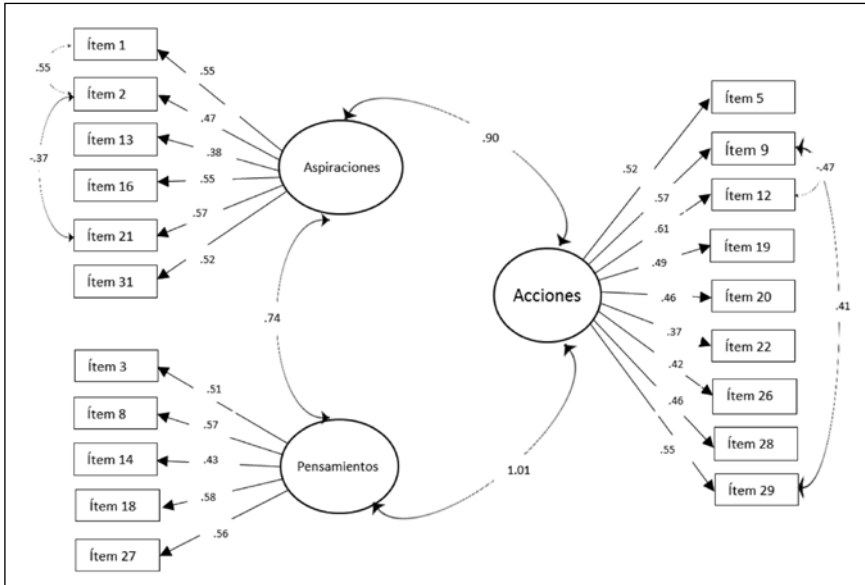 Ítem 1
Ítem 2
Ítem 13
Ítem 16
Ítem 21
Ítem 31
.55
-.37
.55
.47
.38
.55
.57
.52
Aspiraciones
.90
.74
Ítem 3
Ítem 8
Ítem 14
Ítem 18
Ítem 27
.51
.57
.43
.58
.56
Pensamientos
1.01
Acciones
.52
.57
.61
.49
.46
.37
.42
.46
.55
Ítem 5
Ítem 9
Ítem 12
Ítem 19
Ítem 20
Ítem 22
Ítem 26
Ítem 28
Ítem 29
-.47
.41